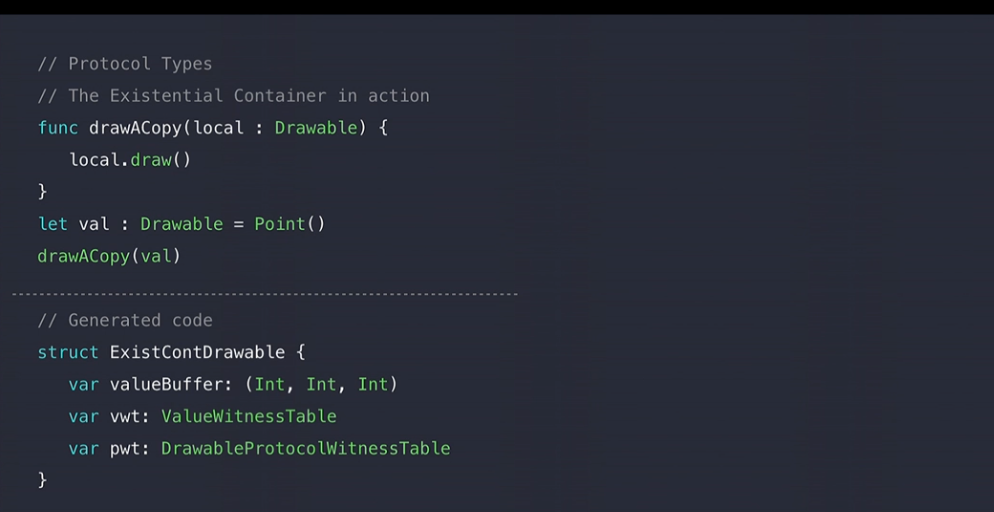 // Protocol Types
// The Existential Container in action
func drawACopy(local : Drawable) {
   local.draw()
}
let val : Drawable = Point()
drawACopy(val)
// Generated code
struct ExistContDrawable {
   var valueBuffer: (Int, Int, Int)
   var vwt: ValueWitnessTable
   var pwt: DrawableProtocolWitnessTable
}